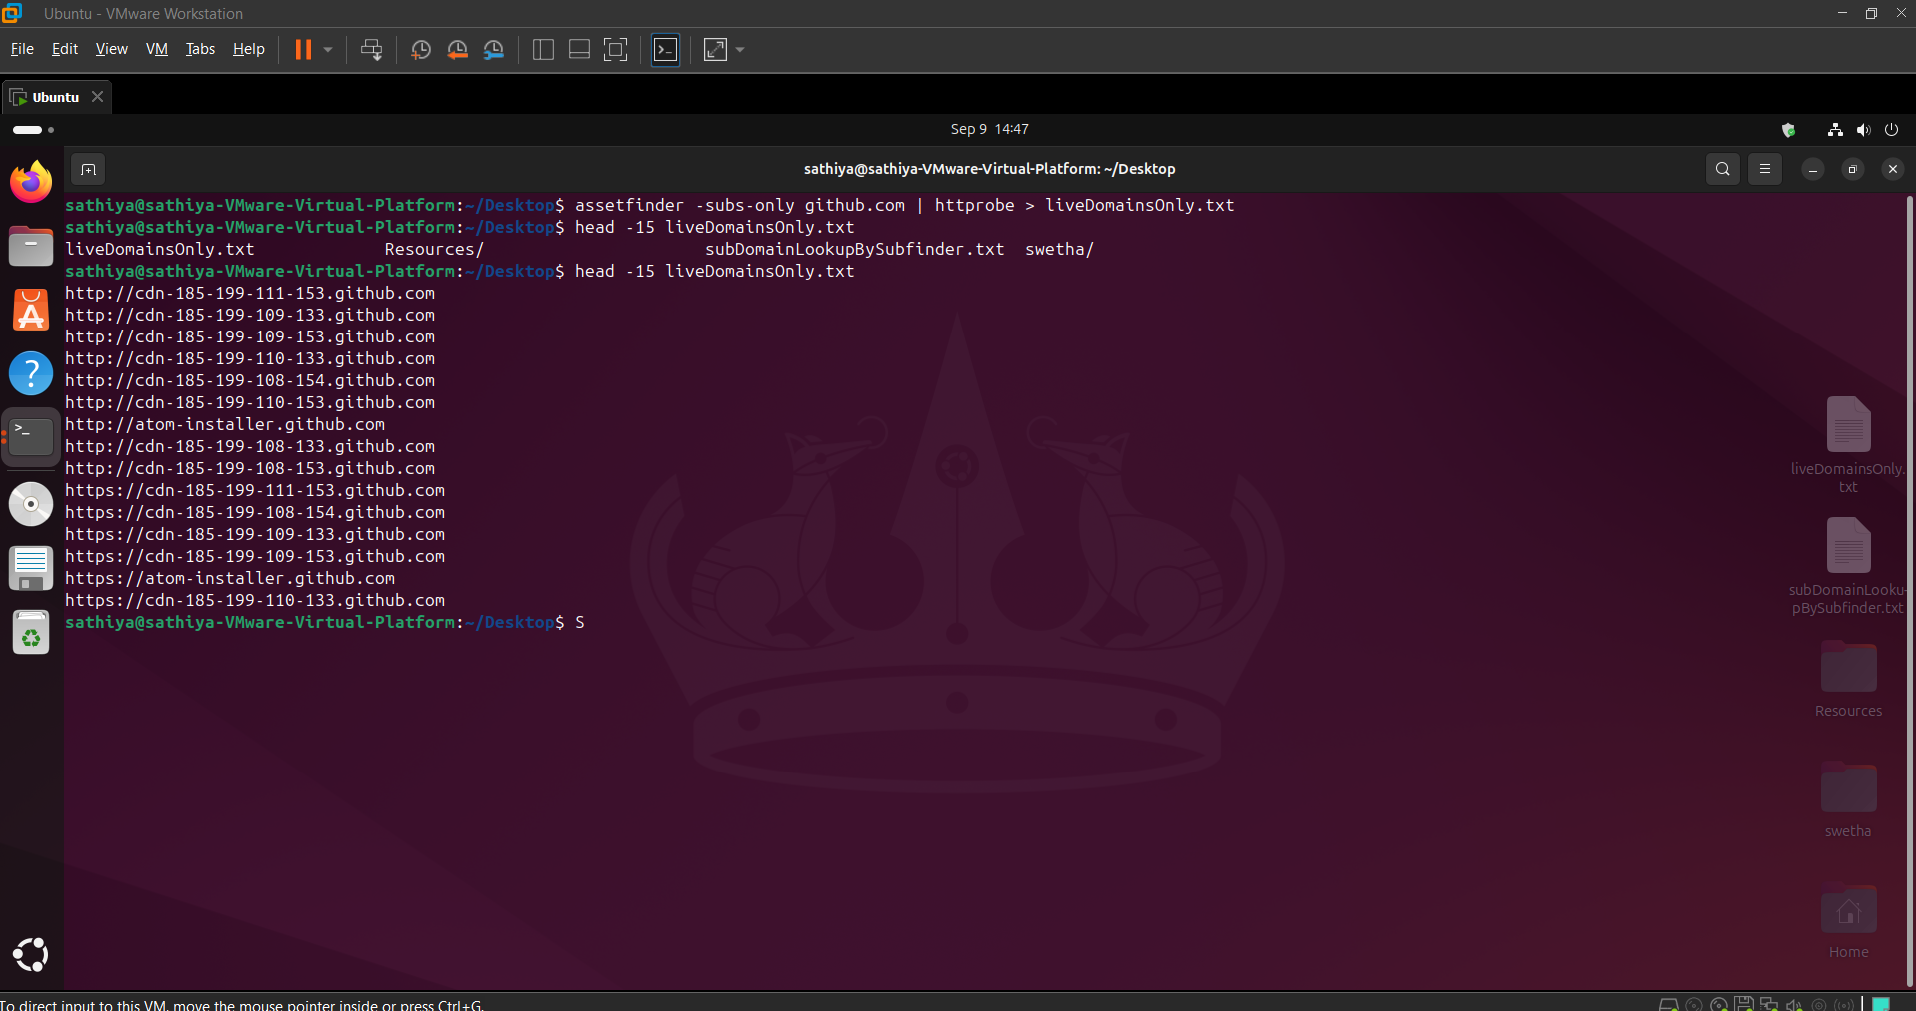 Ubuntu - VMware Workstation
File Edit View VM Tabs Help
Ubuntu
Sep 9 14:47
sathiya@sathiya-VMware-Virtual-Platform: ~/Desktop
sathiya@sathiya-VMware-Virtual-Platform:~/Desktop$ assetfinder -subs-only github.com | httprobe > liveDomainsOnly.txt
sathiya@sathiya-VMware-Virtual-Platform:~/Desktop$ head -15 liveDomainsOnly.txt
liveDomainsOnly.txt Resources/ subDomainLookupBySubfinder.txt swetha/
sathiya@sathiya-VMware-Virtual-Platform:~/Desktop$ head -15 liveDomainsOnly.txt
http://cdn-185-199-111-153.github.com
http://cdn-185-199-109-133.github.com
http://cdn-185-199-109-153.github.com
http://cdn-185-199-110-133.github.com
http://cdn-185-199-108-154.github.com
http://cdn-185-199-110-153.github.com
http://atom-installer.github.com
http://cdn-185-199-108-133.github.com
http://cdn-185-199-108-153.github.com
https://cdn-185-199-111-153.github.com
https://cdn-185-199-108-154.github.com
https://cdn-185-199-109-133.github.com
https://cdn-185-199-109-153.github.com
https://atom-installer.github.com
https://cdn-185-199-110-133.github.com
sathiya@sathiya-VMware-Virtual-Platform:~/Desktop$ S
liveDomainsOnly.
txt
subDomainLooku-
pBySubfinder.txt
Resources
swetha
Home
To direct input to this VM, move the mouse pointer inside or press Ctrl+G.